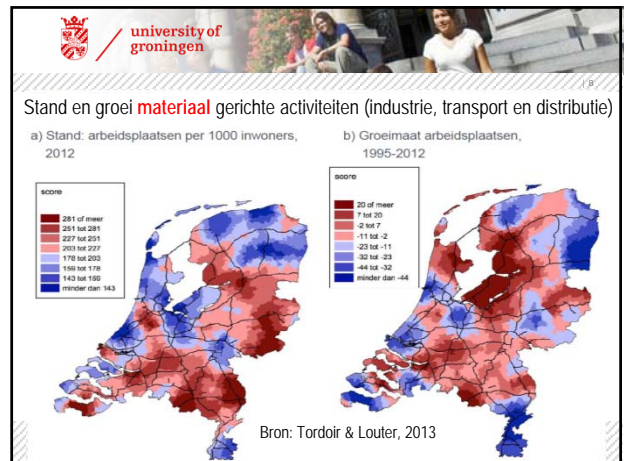 university of
groningen
| 8
Stand en groei materiaal gerichte activiteiten (industrie, transport en distributie)
a) Stand: arbeidsplaatsen per 1000 inwoners,
2012
score
281 of meer
251 tot 281
227 tot 251
203 tot 227
178 tot 203
159 tot 178
143 tot 159
minder dan 143
b) Groeimaat arbeidsplaatsen,
1995-2012
score
20 of meer
7 tot 20
-2 tot 7
-11 tot -2
-23 tot -11
-32 tot -23
-44 tot -32
minder dan -44
Bron: Tordoir & Louter, 2013